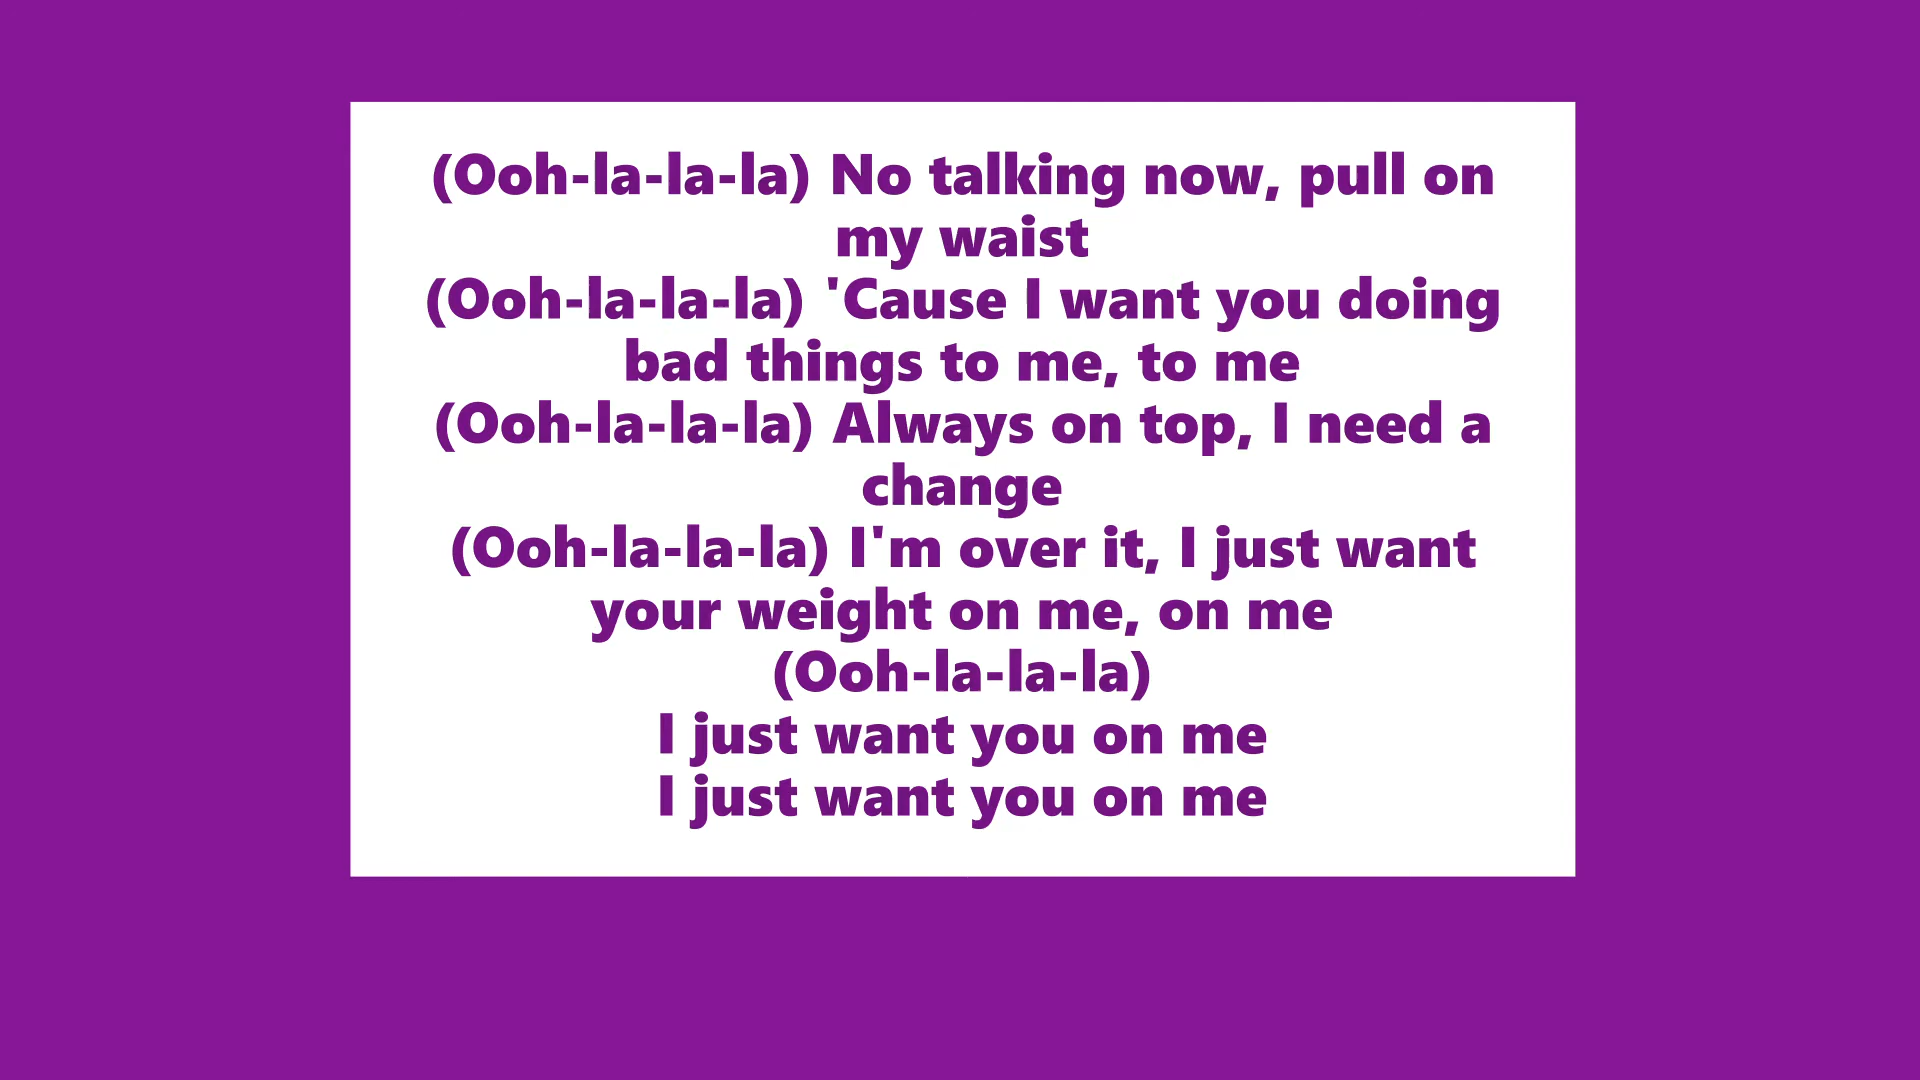 (Ooh-la-la-la) No talking now, pull on
my waist
(Ooh-la-la-la) 'Cause I want you doing
bad things to me, to me
(Ooh-la-la-la) Always on top, I need a
change
(Ooh-la-la-la) I'm over it, I just want
your weight on me, on me
(Ooh-la-la-la)
I just want you on me
I just want you on me